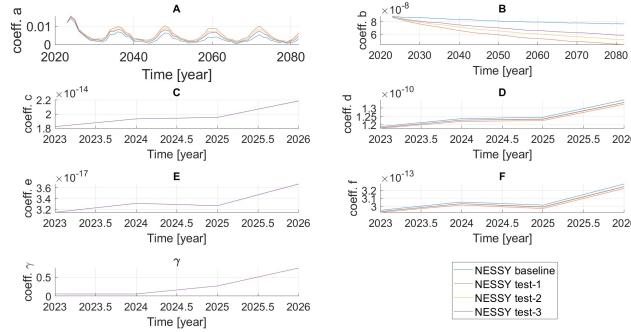 A
coeff. a
0.01
0
2020 2030 2040 2050 2060 2070 2080
Time [year]
B
×10⁻⁸
coeff. b
8
6
2020 2030 2040 2050 2060 2070 2080
Time [year]
C
×10⁻¹⁴
coeff. c
2.2
2
1.8
2023 2023.5 2024 2024.5 2025 2025.5 2026
Time [year]
D
×10⁻¹⁰
coeff. d
1.3
1.25
1.2
2023 2023.5 2024 2024.5 2025 2025.5 2026
Time [year]
E
×10⁻¹⁷
coeff. e
3.6
3.4
3.2
2023 2023.5 2024 2024.5 2025 2025.5 2026
Time [year]
F
×10⁻¹³
coeff. f
3.2
3.1
3
2023 2023.5 2024 2024.5 2025 2025.5 2026
Time [year]
γ
coeff. γ
0.5
0
2023 2023.5 2024 2024.5 2025 2025.5 2026
Time [year]
NESSY baseline
NESSY test-1
NESSY test-2
NESSY test-3